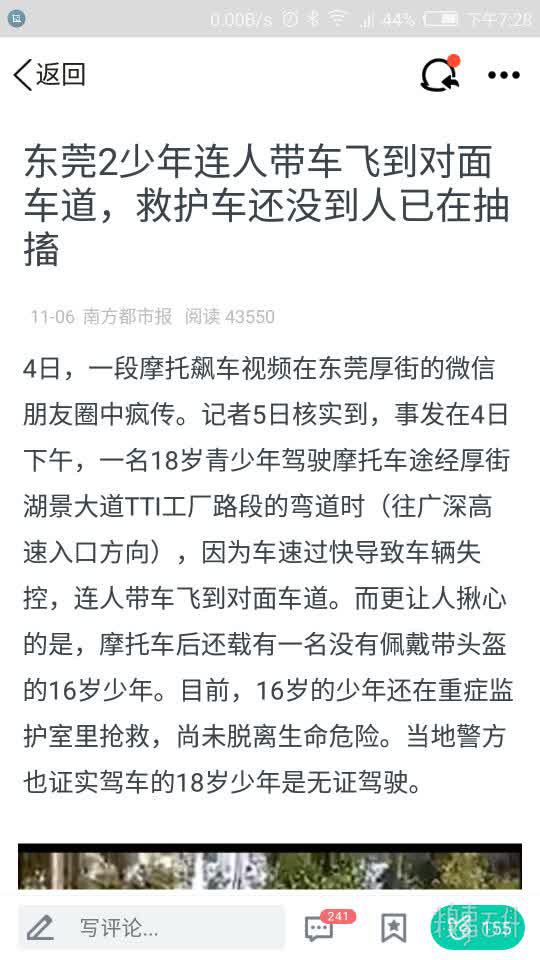 0.00B/s 44% 下午7:28
返回
东莞2少年连人带车飞到对面
车道，救护车还没到人已在抽
搐
11-06 南方都市报 阅读 43550
4日，一段摩托飙车视频在东莞厚街的微信
朋友圈中疯传。记者5日核实到，事发在4日
下午，一名18岁青少年驾驶摩托车途经厚街
湖景大道TTI工厂路段的弯道时（往广深高
速入口方向），因为车速过快导致车辆失
控，连人带车飞到对面车道。而更让人揪心
的是，摩托车后还载有一名没有佩戴带头盔
的16岁少年。目前，16岁的少年还在重症监
护室里抢救，尚未脱离生命危险。当地警方
也证实驾车的18岁少年是无证驾驶。
写评论... 241 155